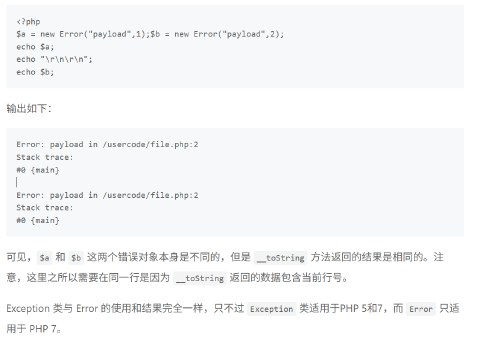 <?php
$a = new Error("payload",1);$b = new Error("payload",2);
echo $a;
echo "\r\n\r\n";
echo $b;
输出如下：
Error: payload in /usercode/file.php:2
Stack trace:
#0 {main}
Error: payload in /usercode/file.php:2
Stack trace:
#0 {main}
可见， $a 和 $b 这两个错误对象本身是不同的，但是 __toString 方法返回的结果是相同的。注
意，这里之所以需要在同一行是因为 __toString 返回的数据包含当前行号。
Exception 类与 Error 的使用和结果完全一样，只不过 Exception 类适用于PHP 5和7，而 Error 只适
用于 PHP 7。